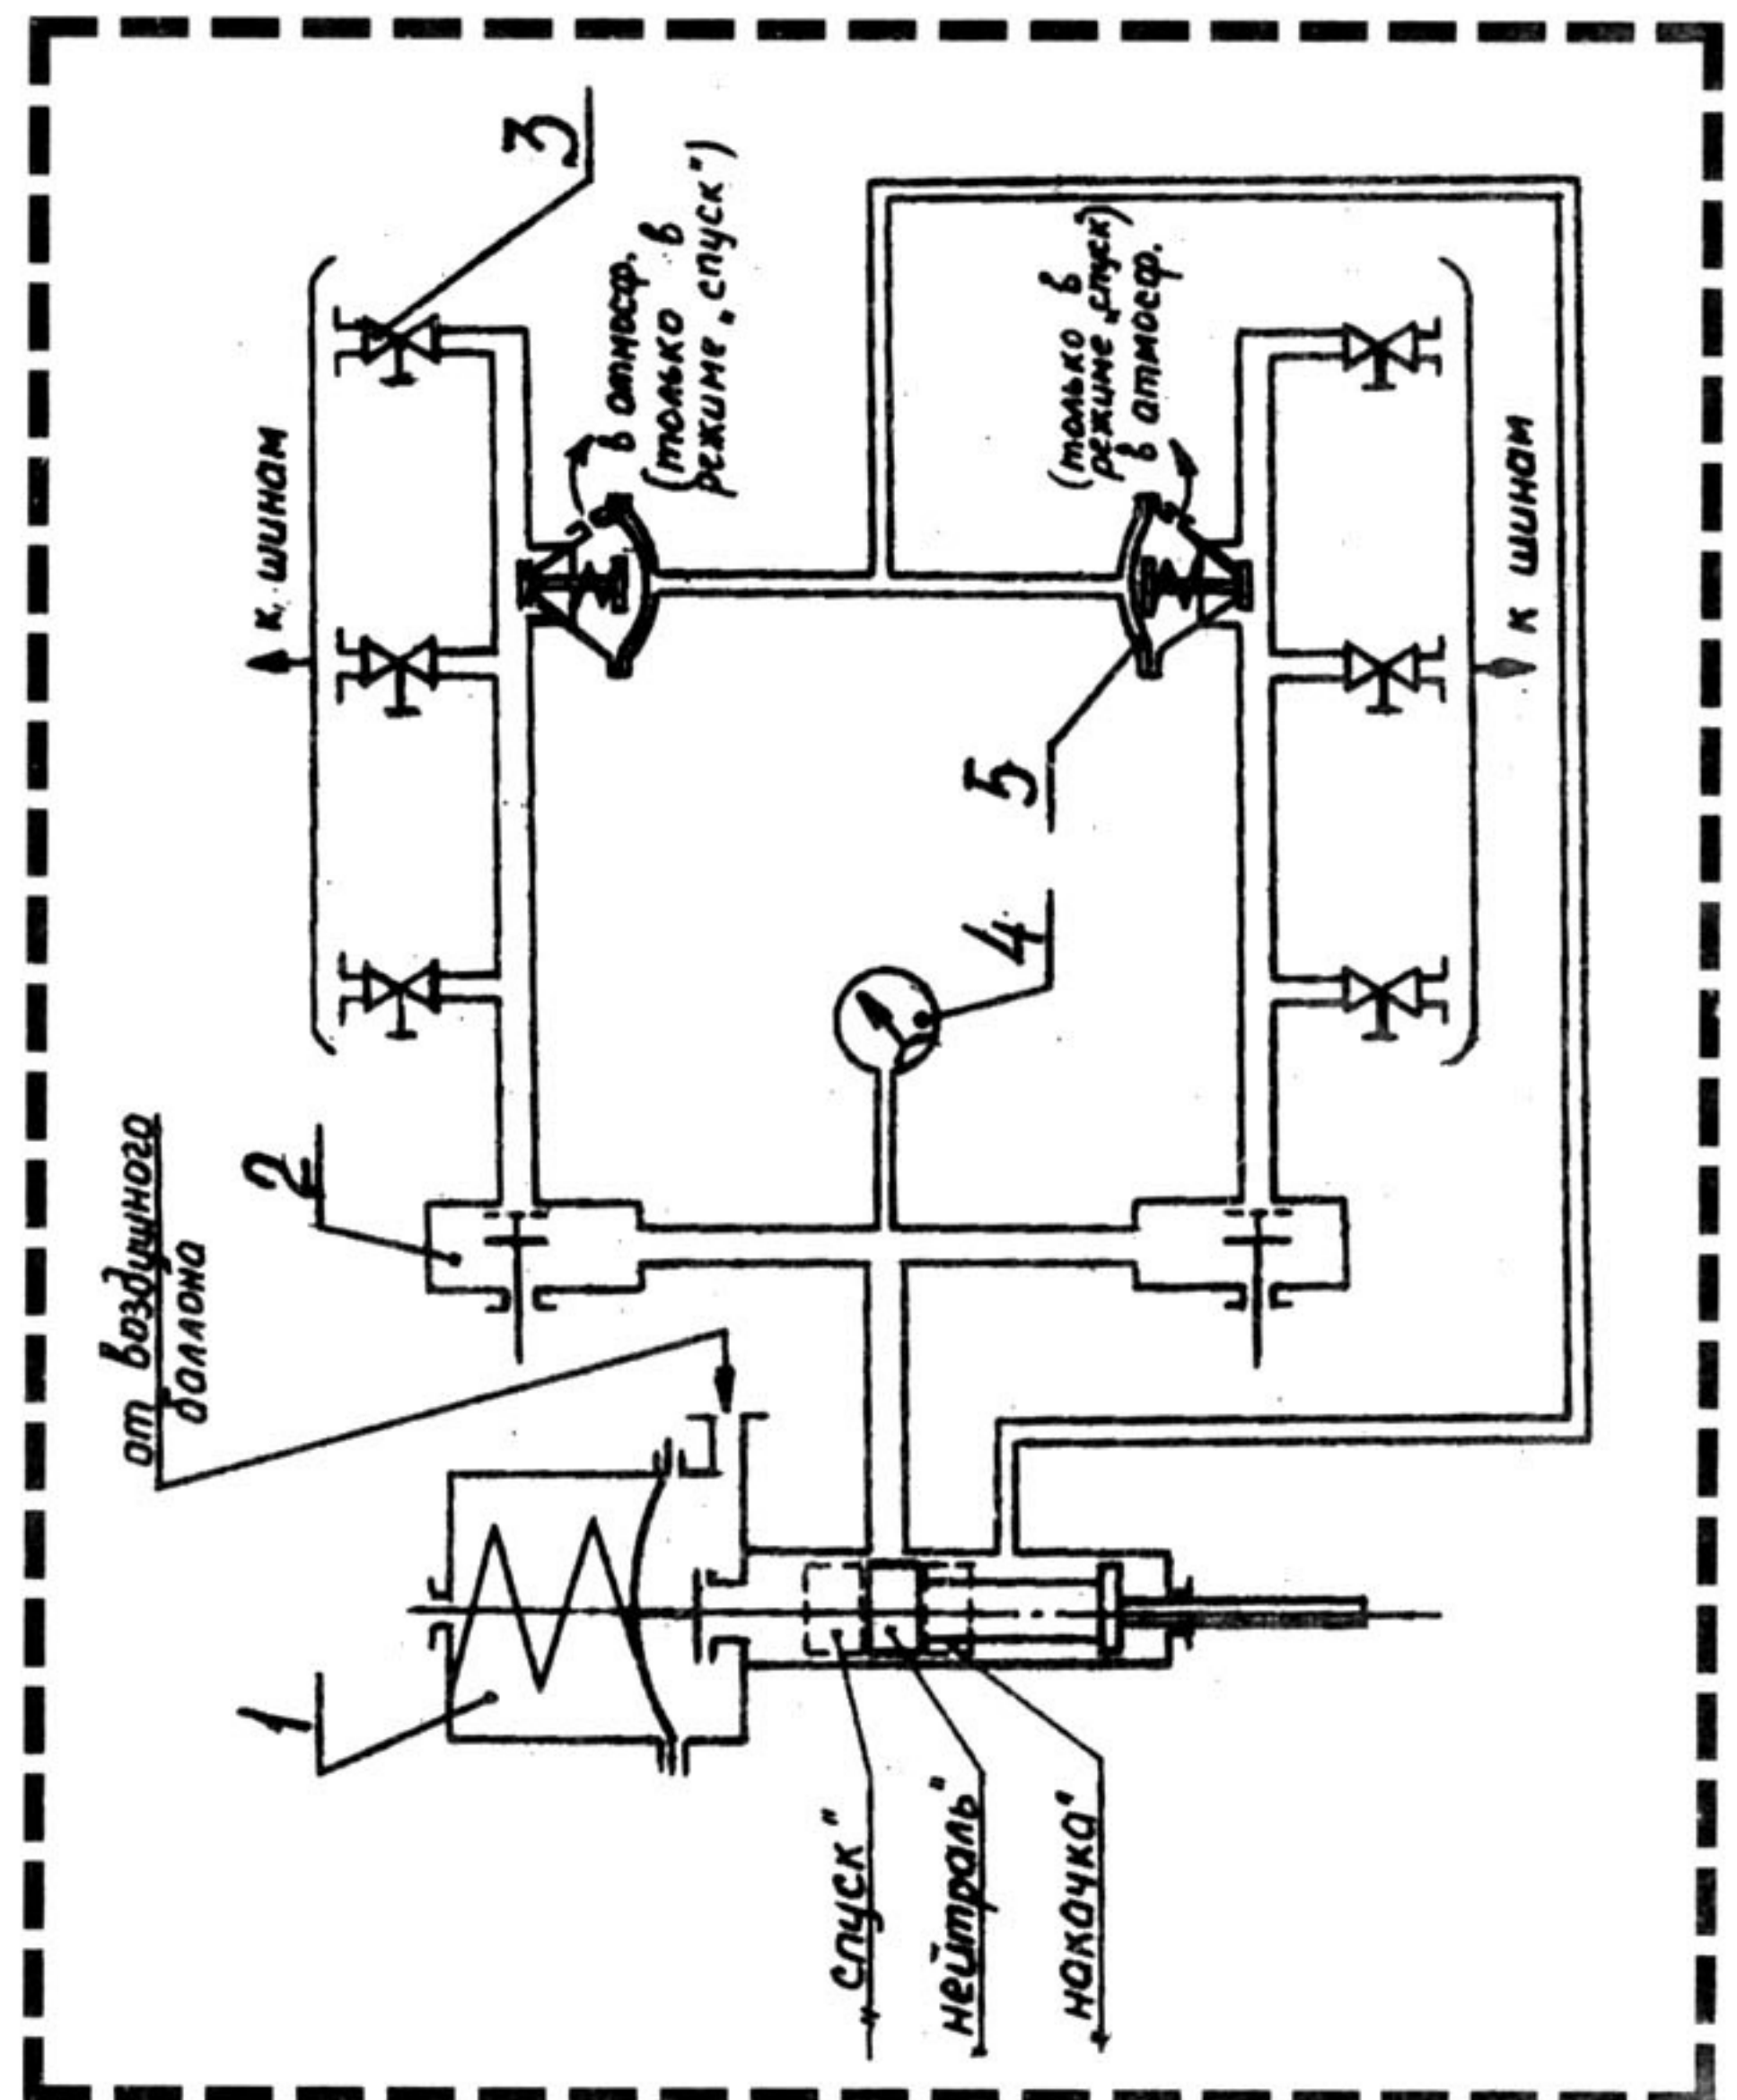 от воздушного
баллона
1
2
3
к шинам
в атмосф.
(только в
режиме „спуск")
(только в
режиме „спуск)
в атмосф.
4
5
к шинам
„спуск"
„нейтраль"
„накачка"